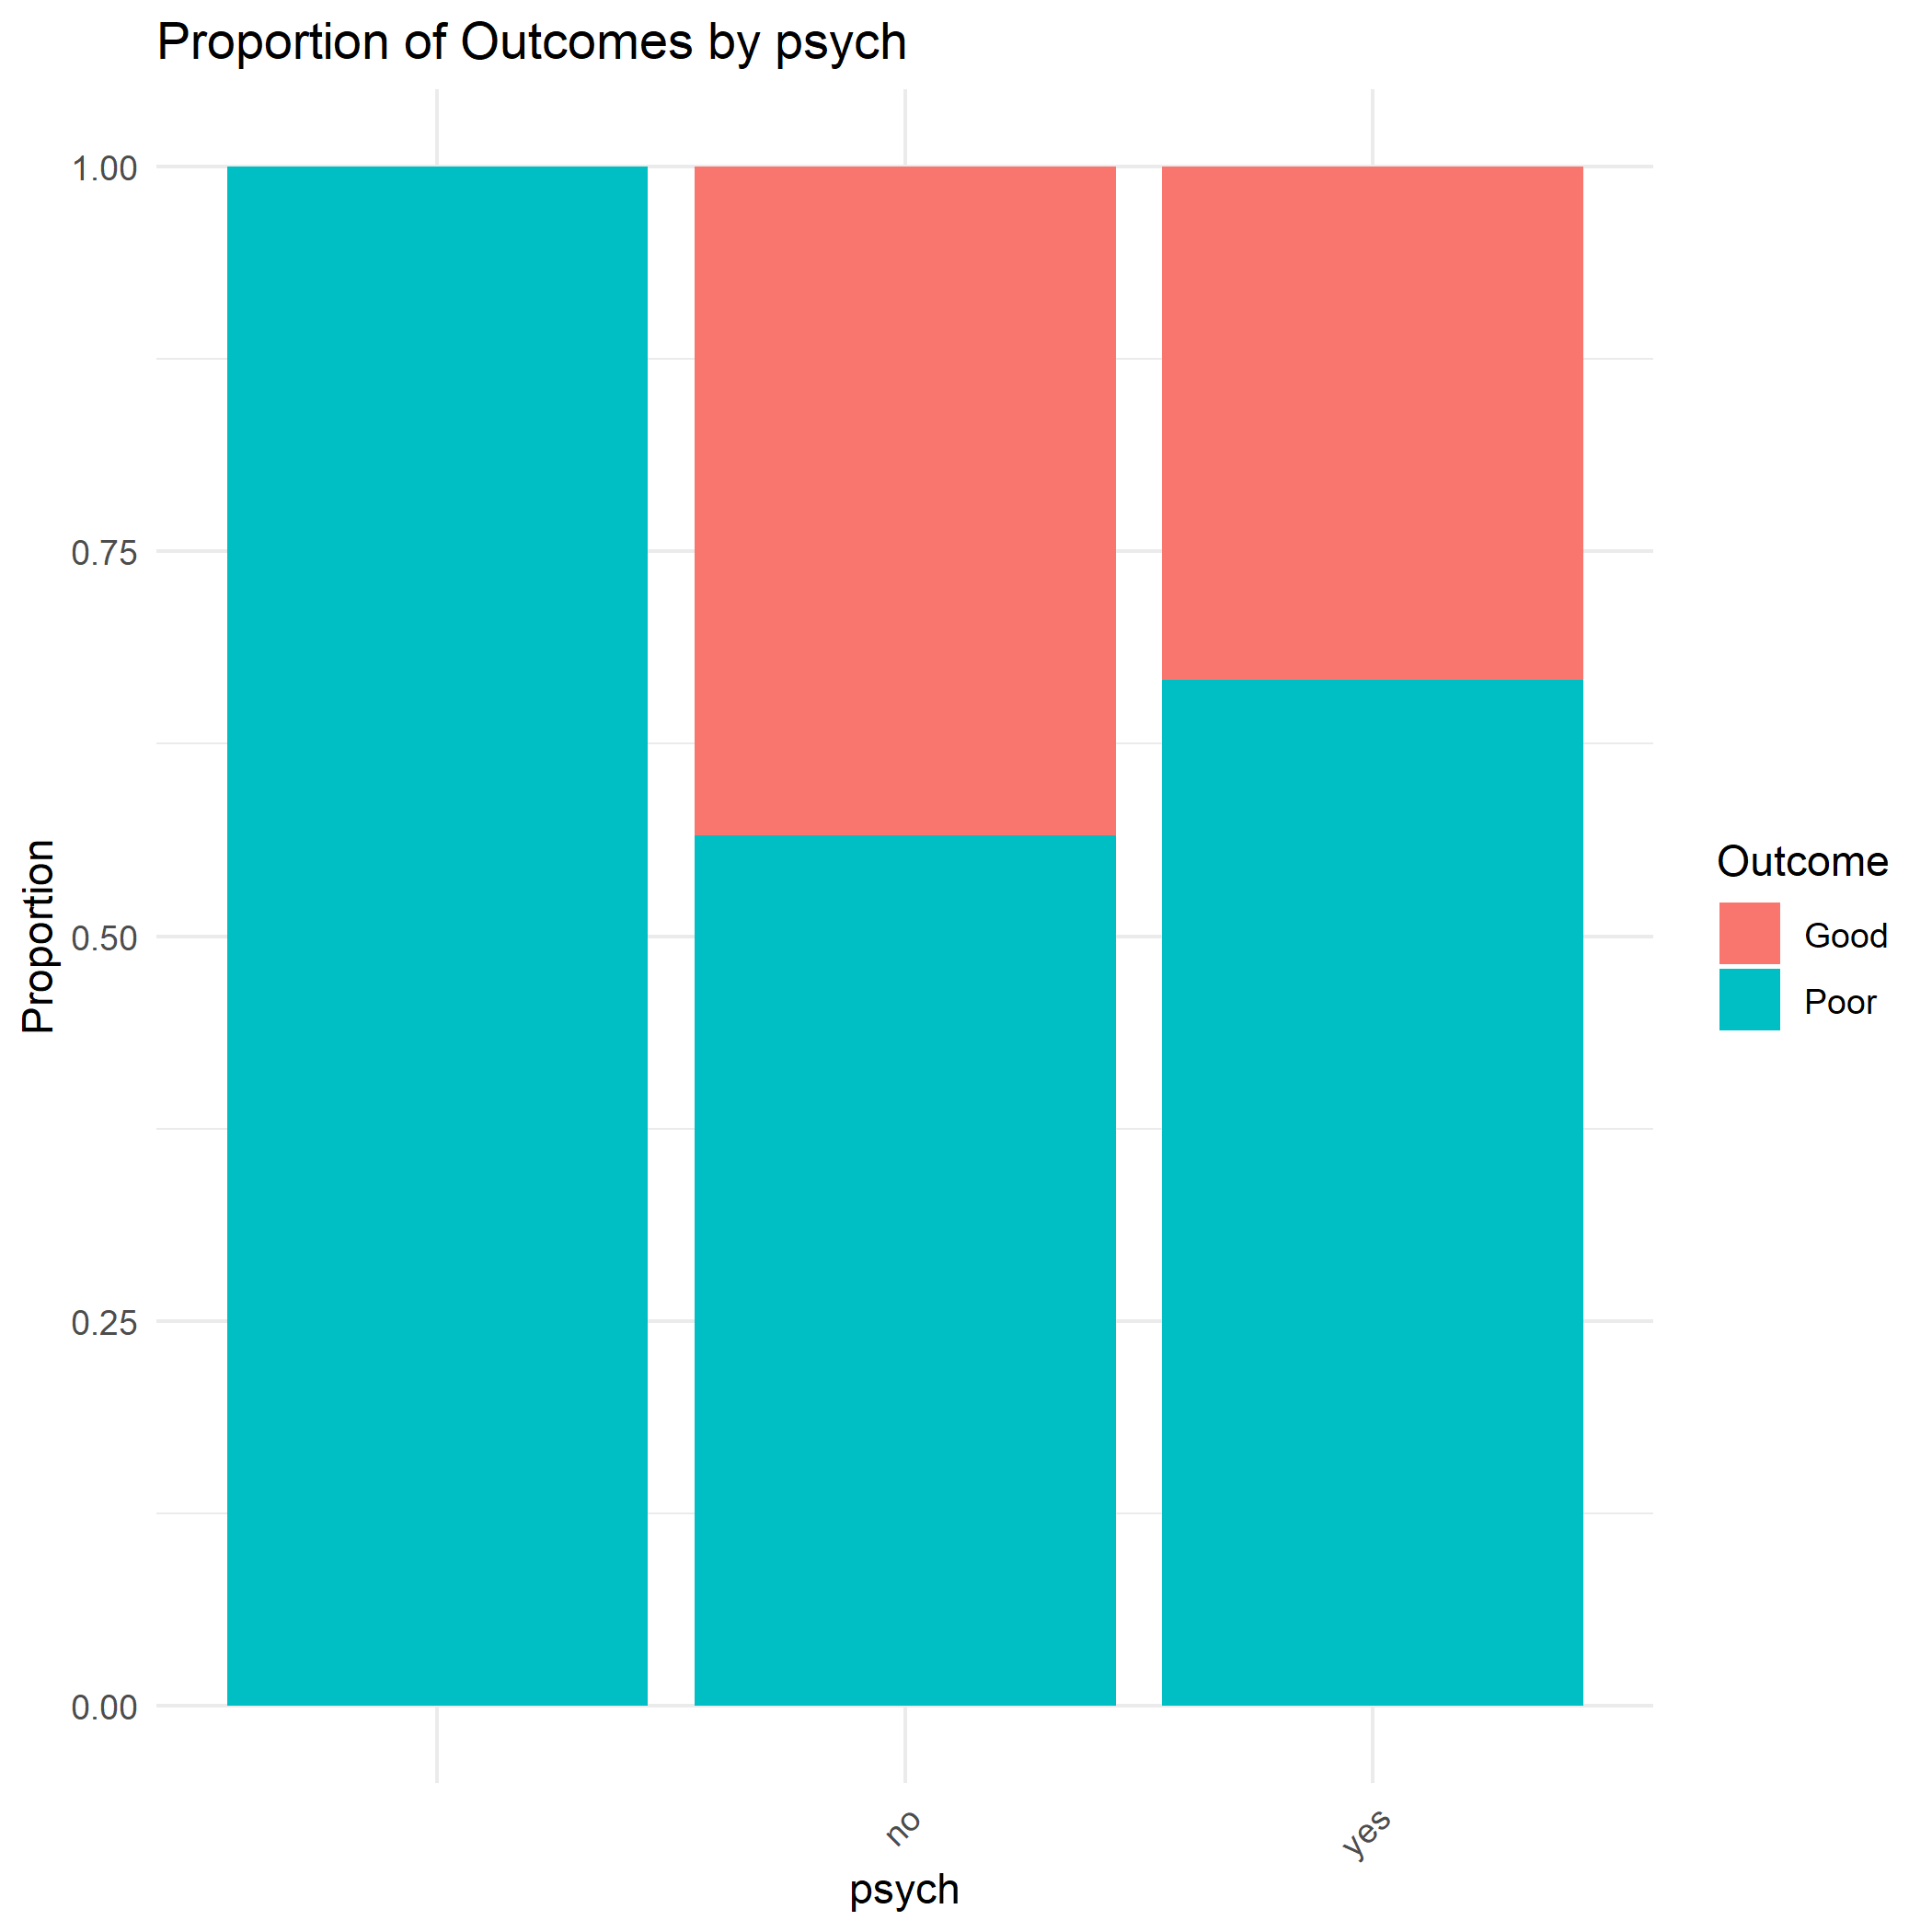 Proportion of Outcomes by psych
1.00
0.75
0.50
0.25
0.00
Proportion
no
yes
psych
Outcome
Good
Poor